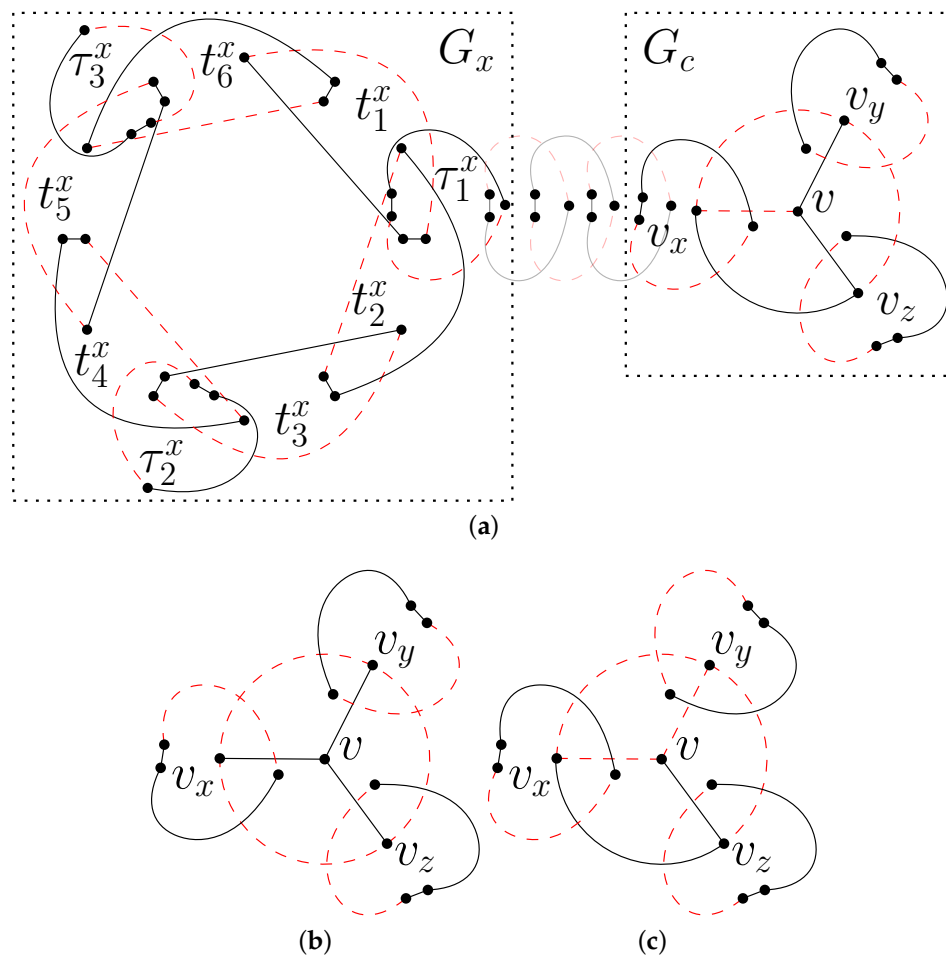 τ₃ˣ t₆ˣ Gₓ G_c
t₁ˣ v_y
τ₁ˣ
t₅ˣ vₓ v
t₂ˣ v_z
t₄ˣ
t₃ˣ
τ₂ˣ
(a)
v_y v_y
v v
vₓ vₓ
v_z v_z
(b) (c)